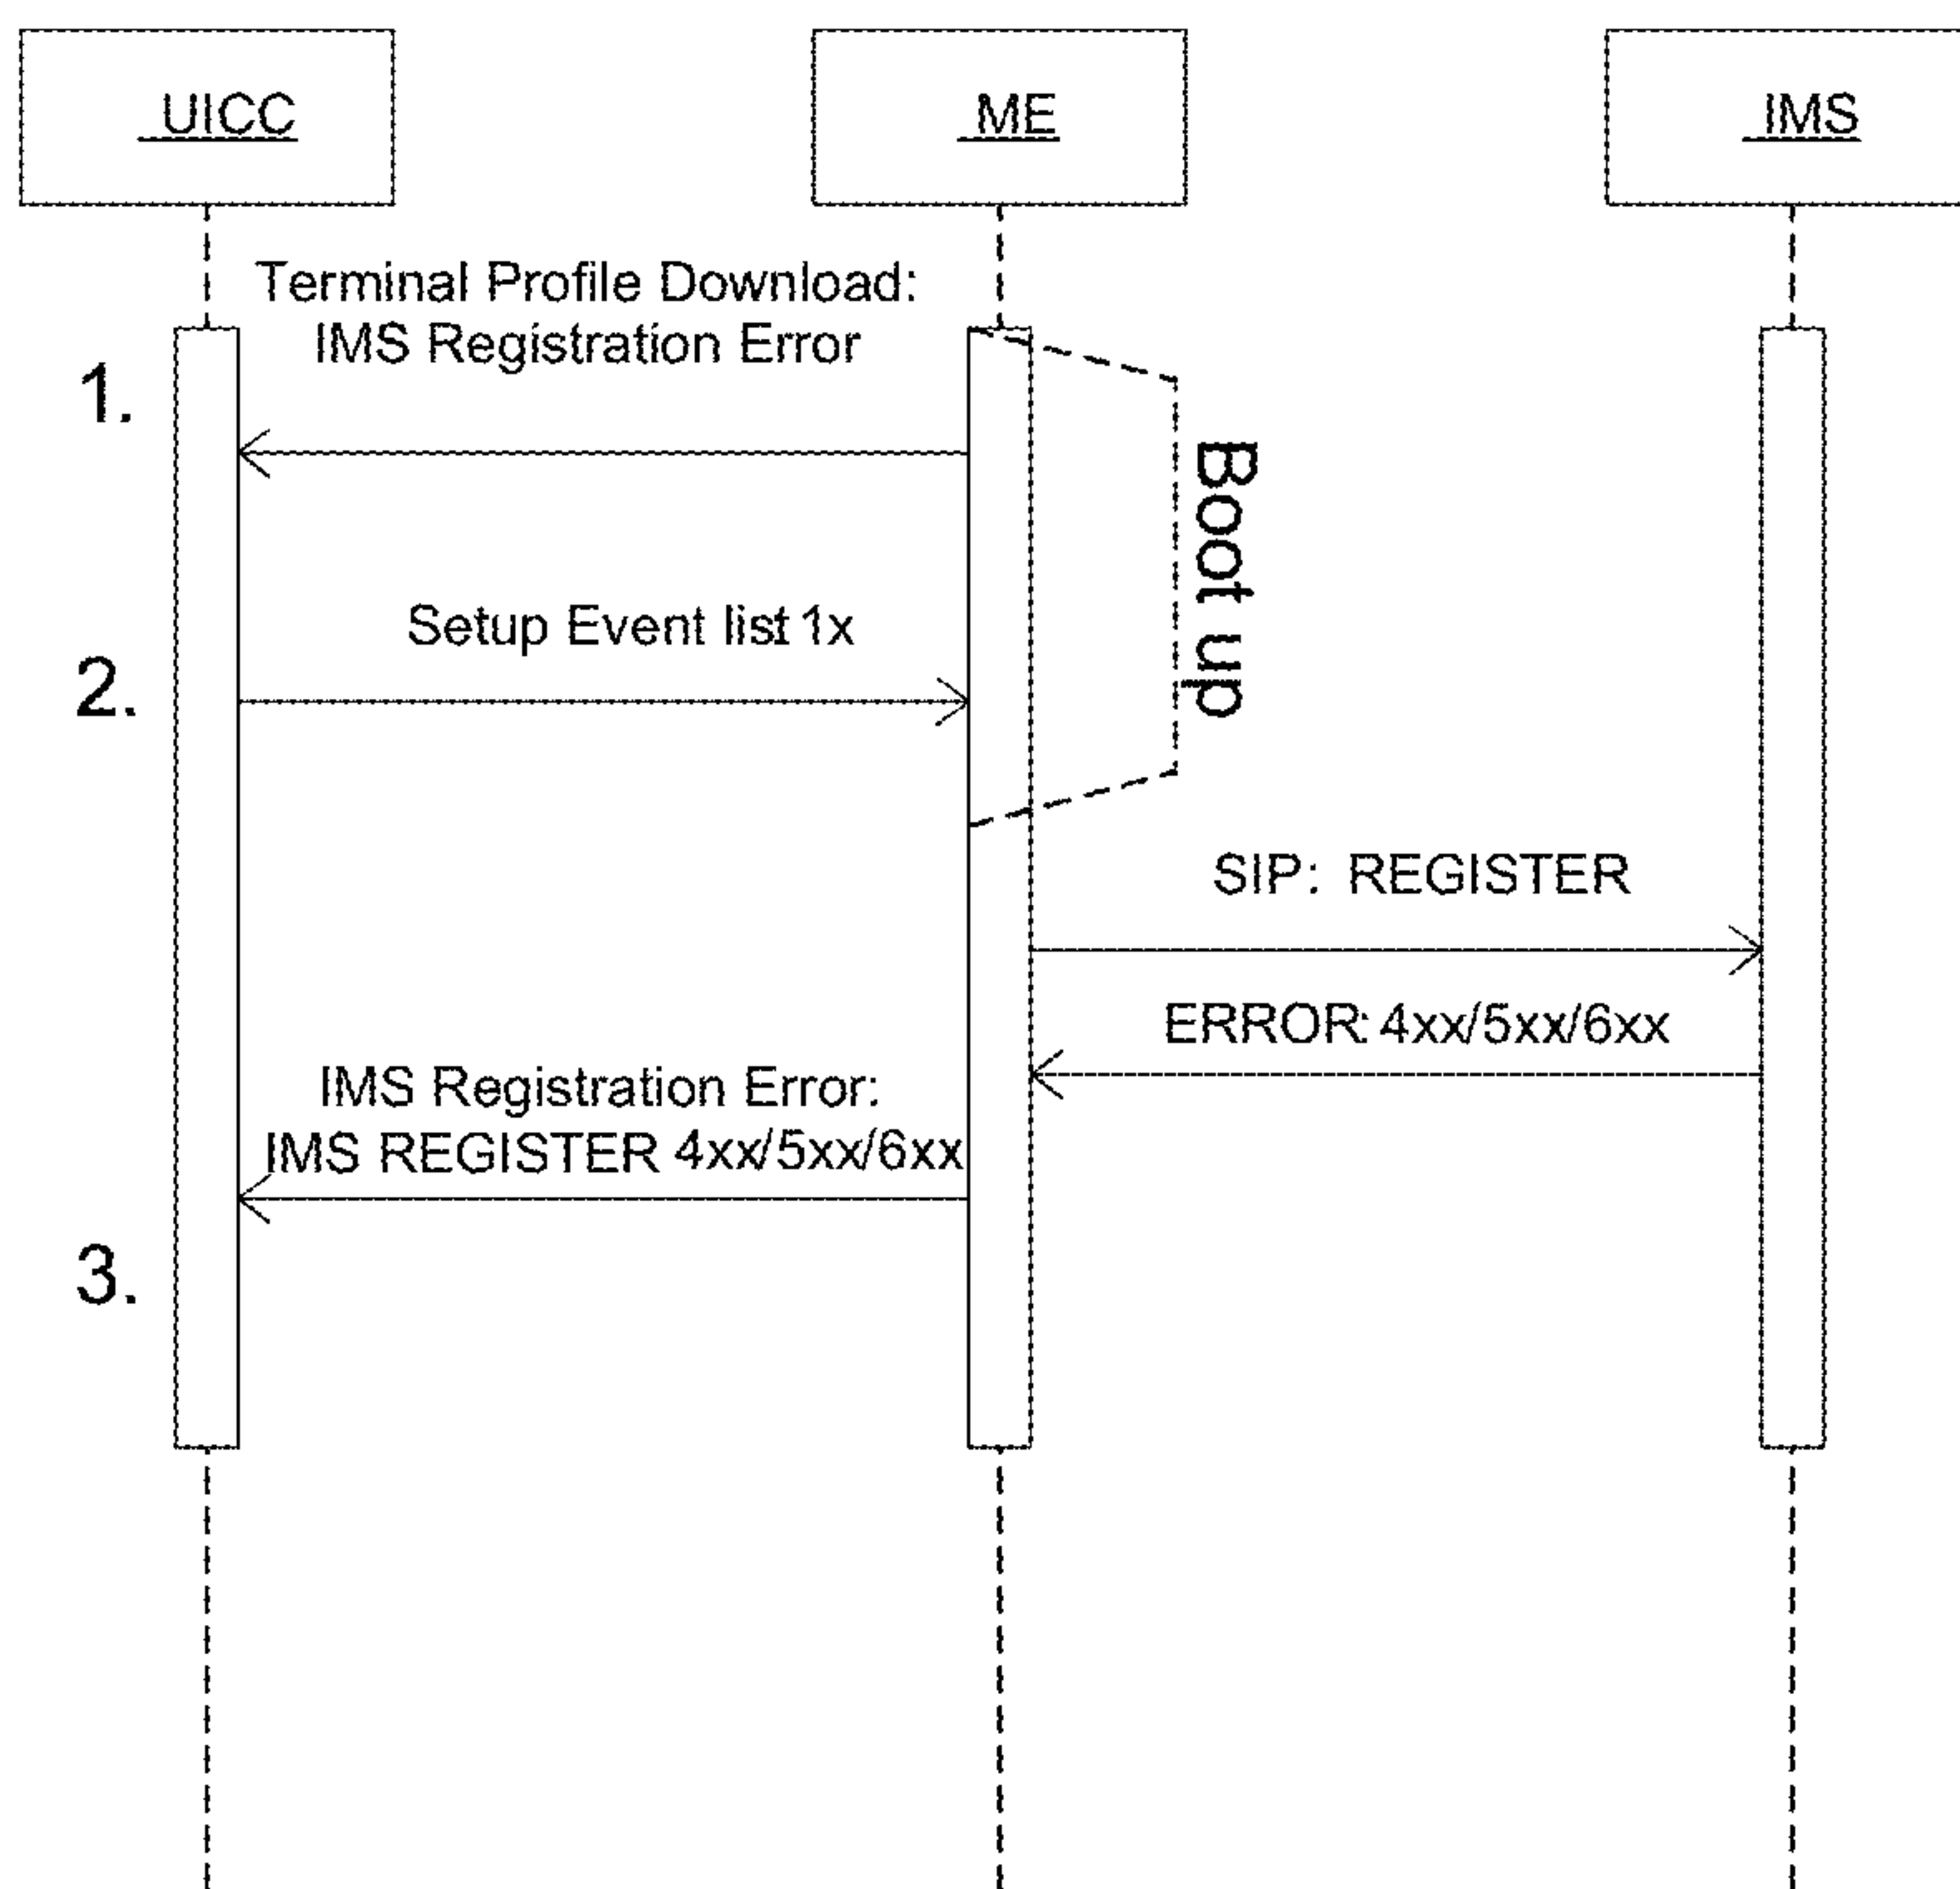 UICC
ME
IMS
Terminal Profile Download:
IMS Registration Error
1.
Boot up
Setup Event list 1x
2.
SIP: REGISTER
ERROR: 4xx/5xx/6xx
IMS Registration Error:
IMS REGISTER 4xx/5xx/6xx
3.